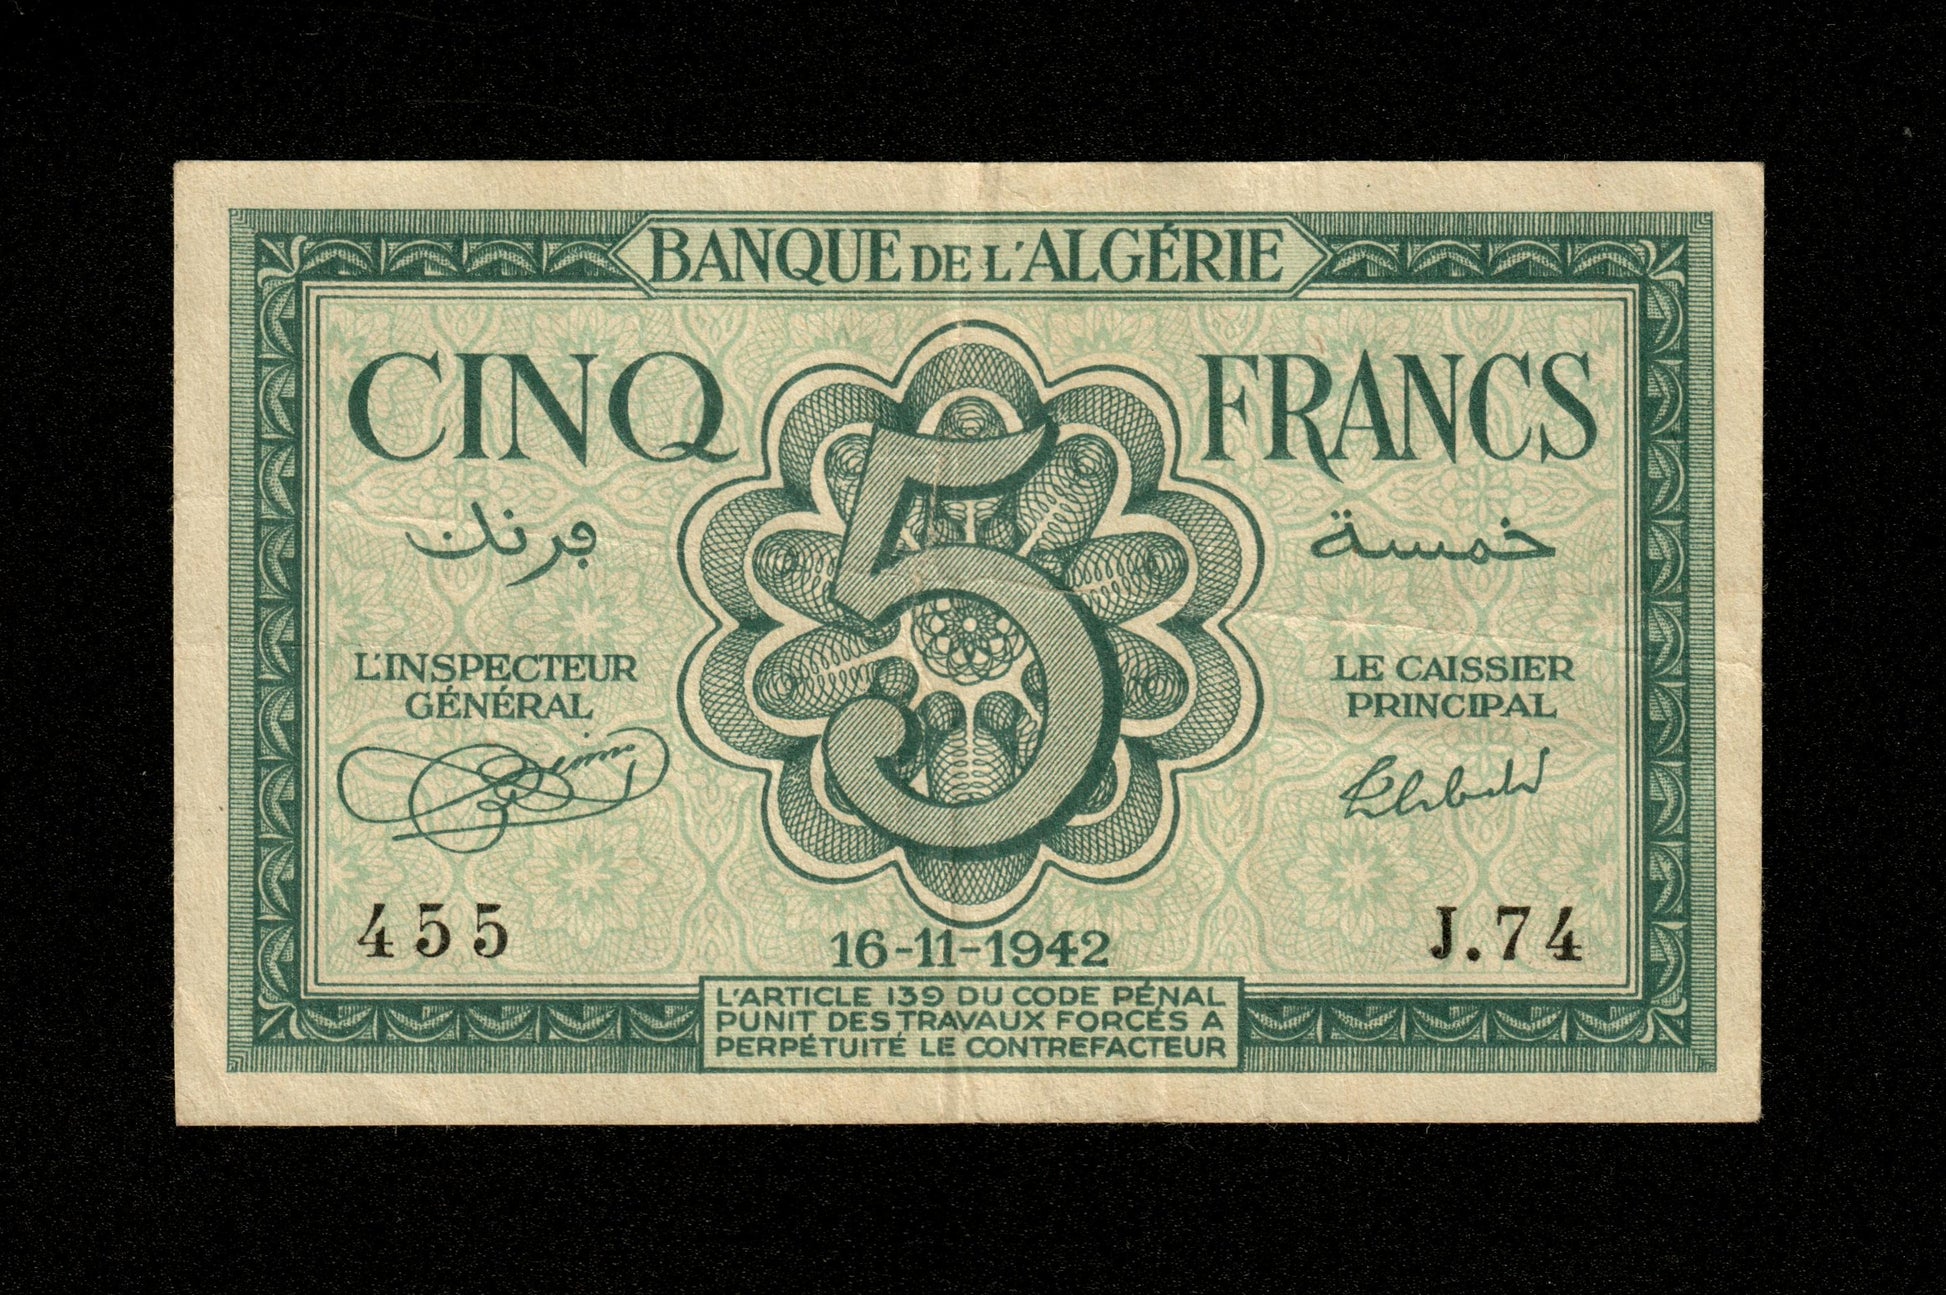 BANQUE DE L'ALGÉRIE
CINQ FRANCS
5
خمسة فرنك
L'INSPECTEUR
GÉNÉRAL
LE CAISSIER
PRINCIPAL
455
16-11-1942
J.74
L'ARTICLE 139 DU CODE PÉNAL
PUNIT DES TRAVAUX FORCÉS A
PERPÉTUITÉ LE CONTREFACTEUR